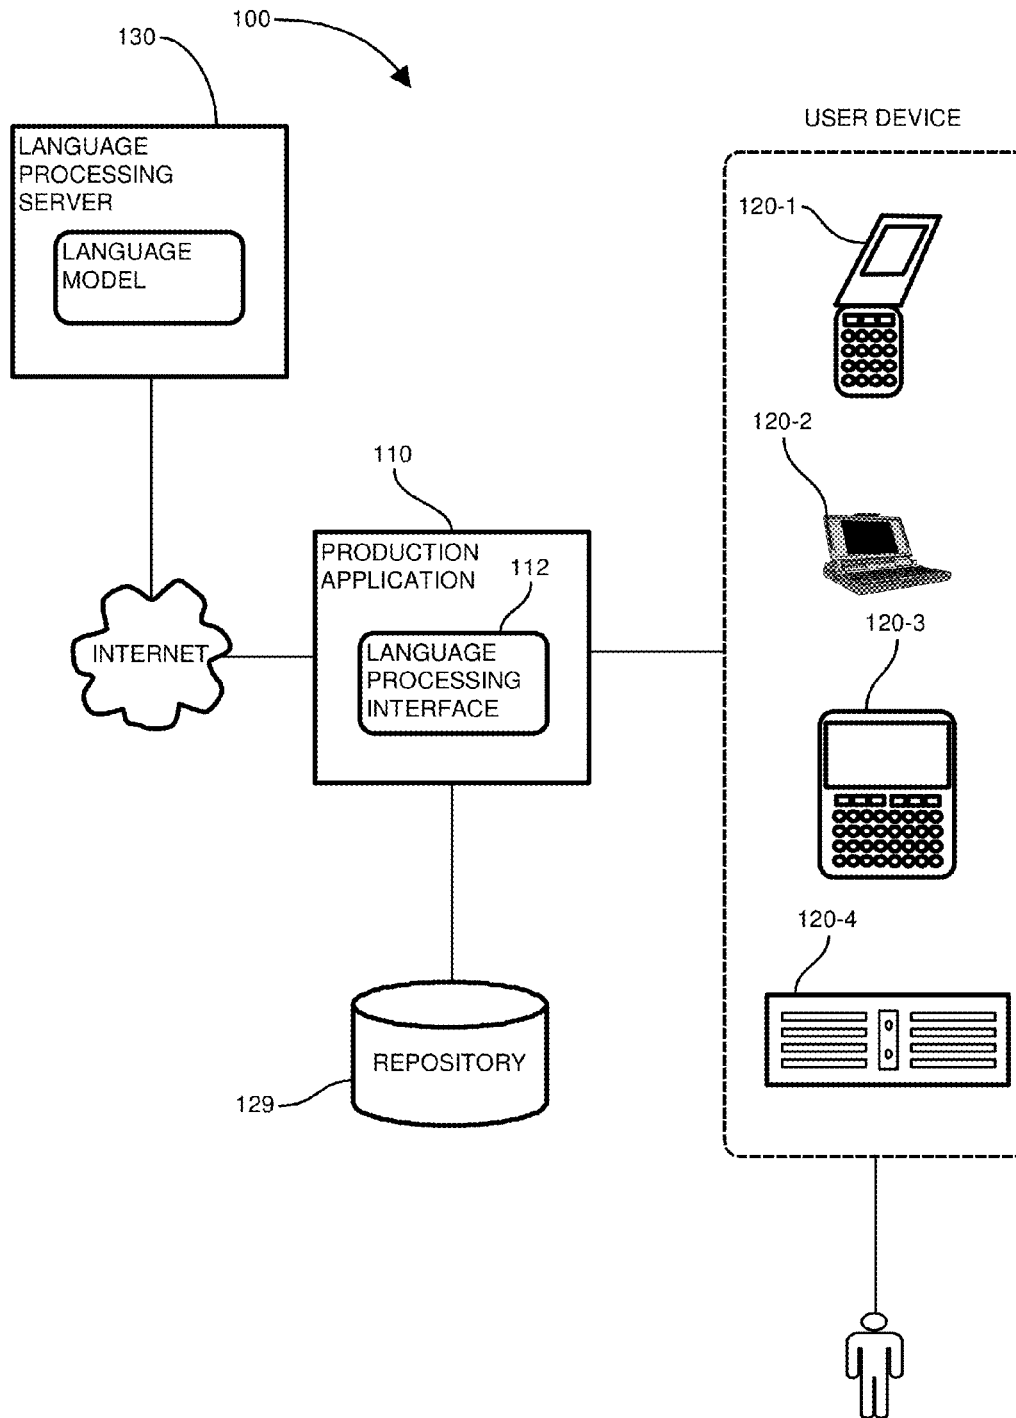 100
130
LANGUAGE
PROCESSING
SERVER
LANGUAGE
MODEL
USER DEVICE
120-1
120-2
110
PRODUCTION
APPLICATION
112
LANGUAGE
PROCESSING
INTERFACE
INTERNET
120-3
120-4
REPOSITORY
129